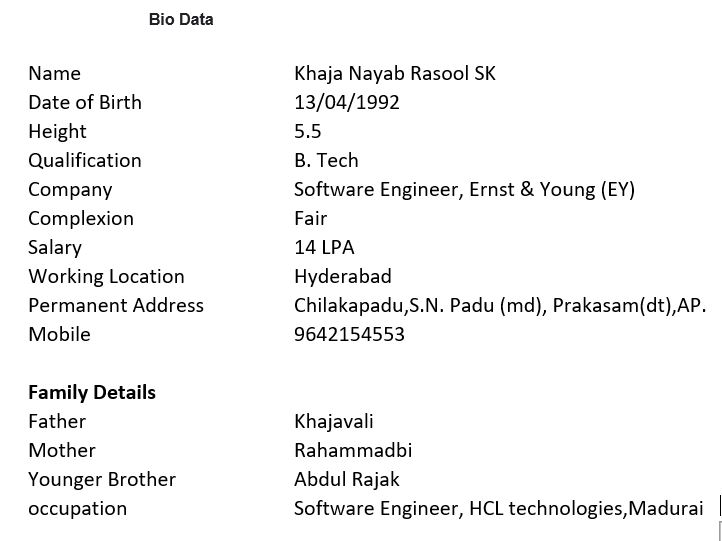 Bio Data
Name Khaja Nayab Rasool SK
Date of Birth 13/04/1992
Height 5.5
Qualification B. Tech
Company Software Engineer, Ernst & Young (EY)
Complexion Fair
Salary 14 LPA
Working Location Hyderabad
Permanent Address Chilakapadu,S.N. Padu (md), Prakasam(dt),AP.
Mobile 9642154553
Family Details
Father Khajavali
Mother Rahammadbi
Younger Brother Abdul Rajak
occupation Software Engineer, HCL technologies,Madurai